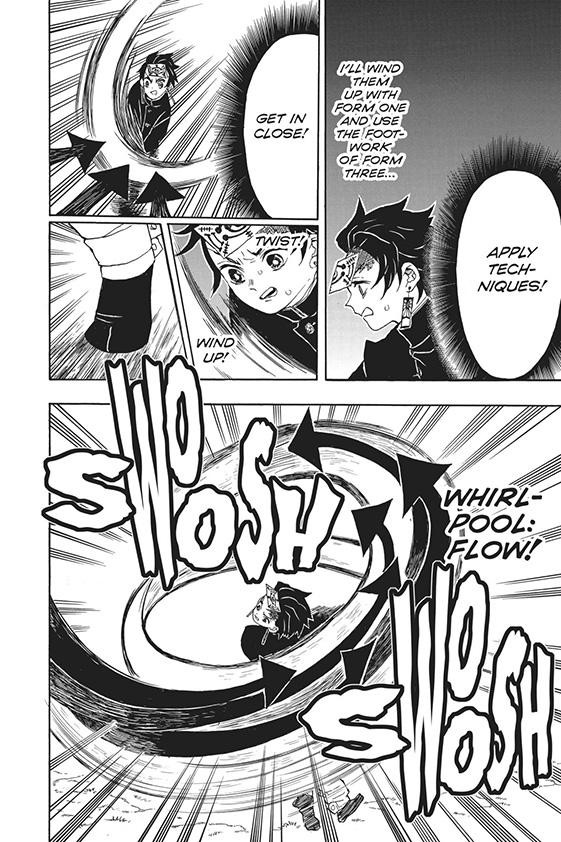 APPLY
TECH-
NIQUES!
I'LL WIND
THEM
UP WITH
FORM ONE
AND USE
THE FOOT-
WORK
OF FORM
THREE...
GET IN
CLOSE!
TWIST!
WIND
UP!
WHIRL-
POOL:
FLOW!
SWOOSH
SWOOSH